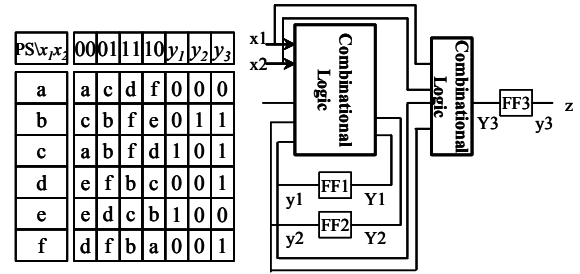 PS\x1x2 00 01 11 10 y1 y2 y3
a a c d f 0 0 0
b c b f e 0 1 1
c a b f d 1 0 1
d e f b c 0 0 1
e e d c b 1 0 0
f d f b a 0 0 1
x1
x2
Combinational
Logic
FF1
y1 Y1
FF2
y2 Y2
Combinational
Logic
Y3 FF3 y3 z